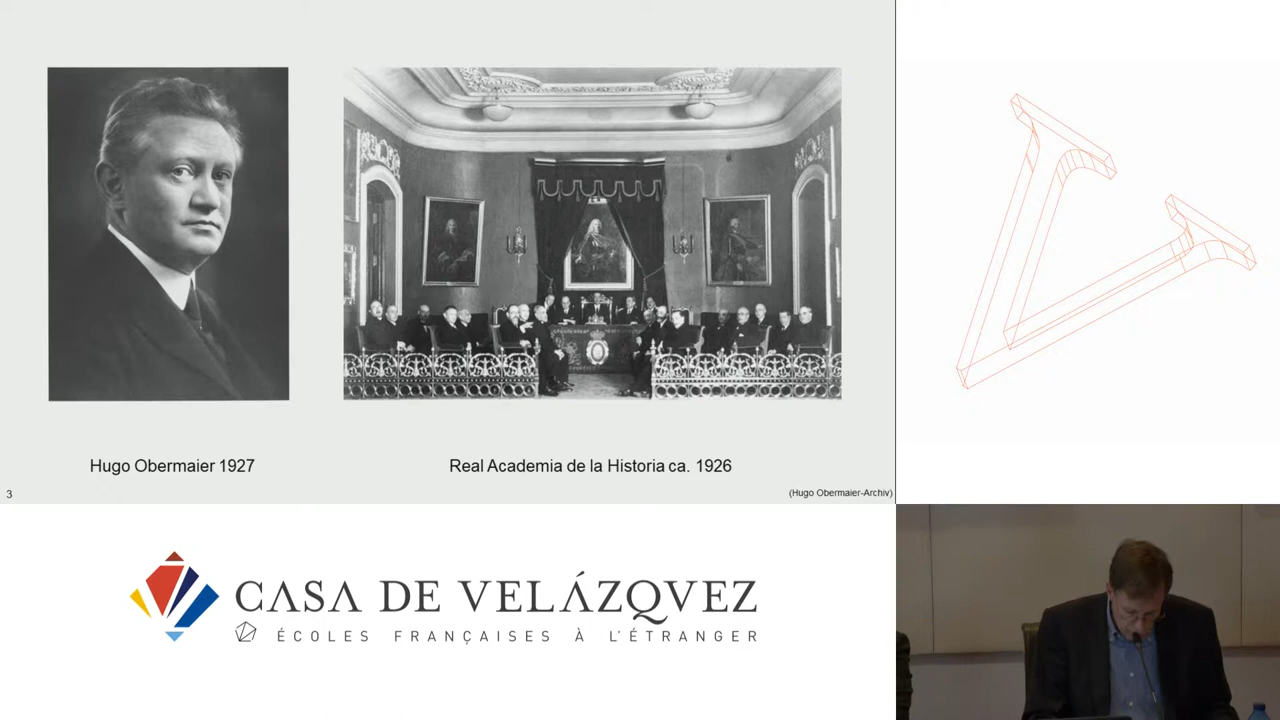 Hugo Obermaier 1927
Real Academia de la Historia ca. 1926
3
(Hugo Obermaier-Archiv)
CASA DE VELÁZQVEZ
ÉCOLES FRANÇAISES À L'ÉTRANGER